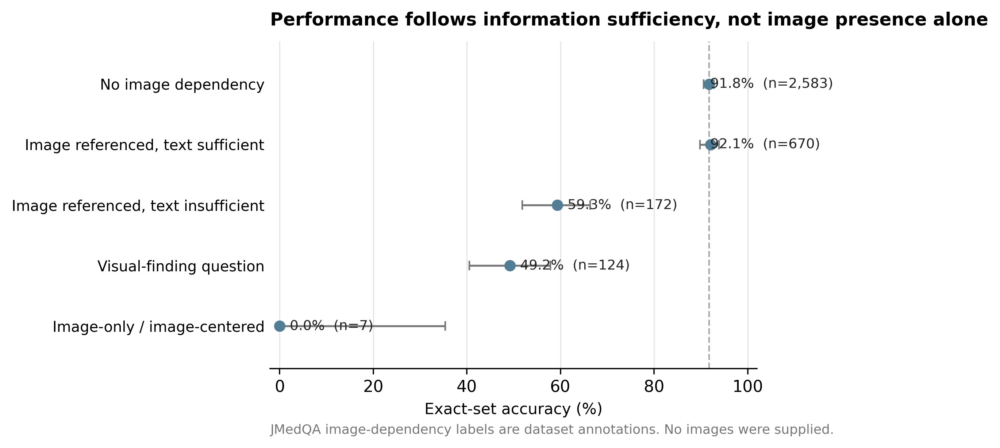 Performance follows information sufficiency, not image presence alone
No image dependency
91.8% (n=2,583)
Image referenced, text sufficient
92.1% (n=670)
Image referenced, text insufficient
59.3% (n=172)
Visual-finding question
49.2% (n=124)
Image-only / image-centered
0.0% (n=7)
0 20 40 60 80 100
Exact-set accuracy (%)
JMedQA image-dependency labels are dataset annotations. No images were supplied.